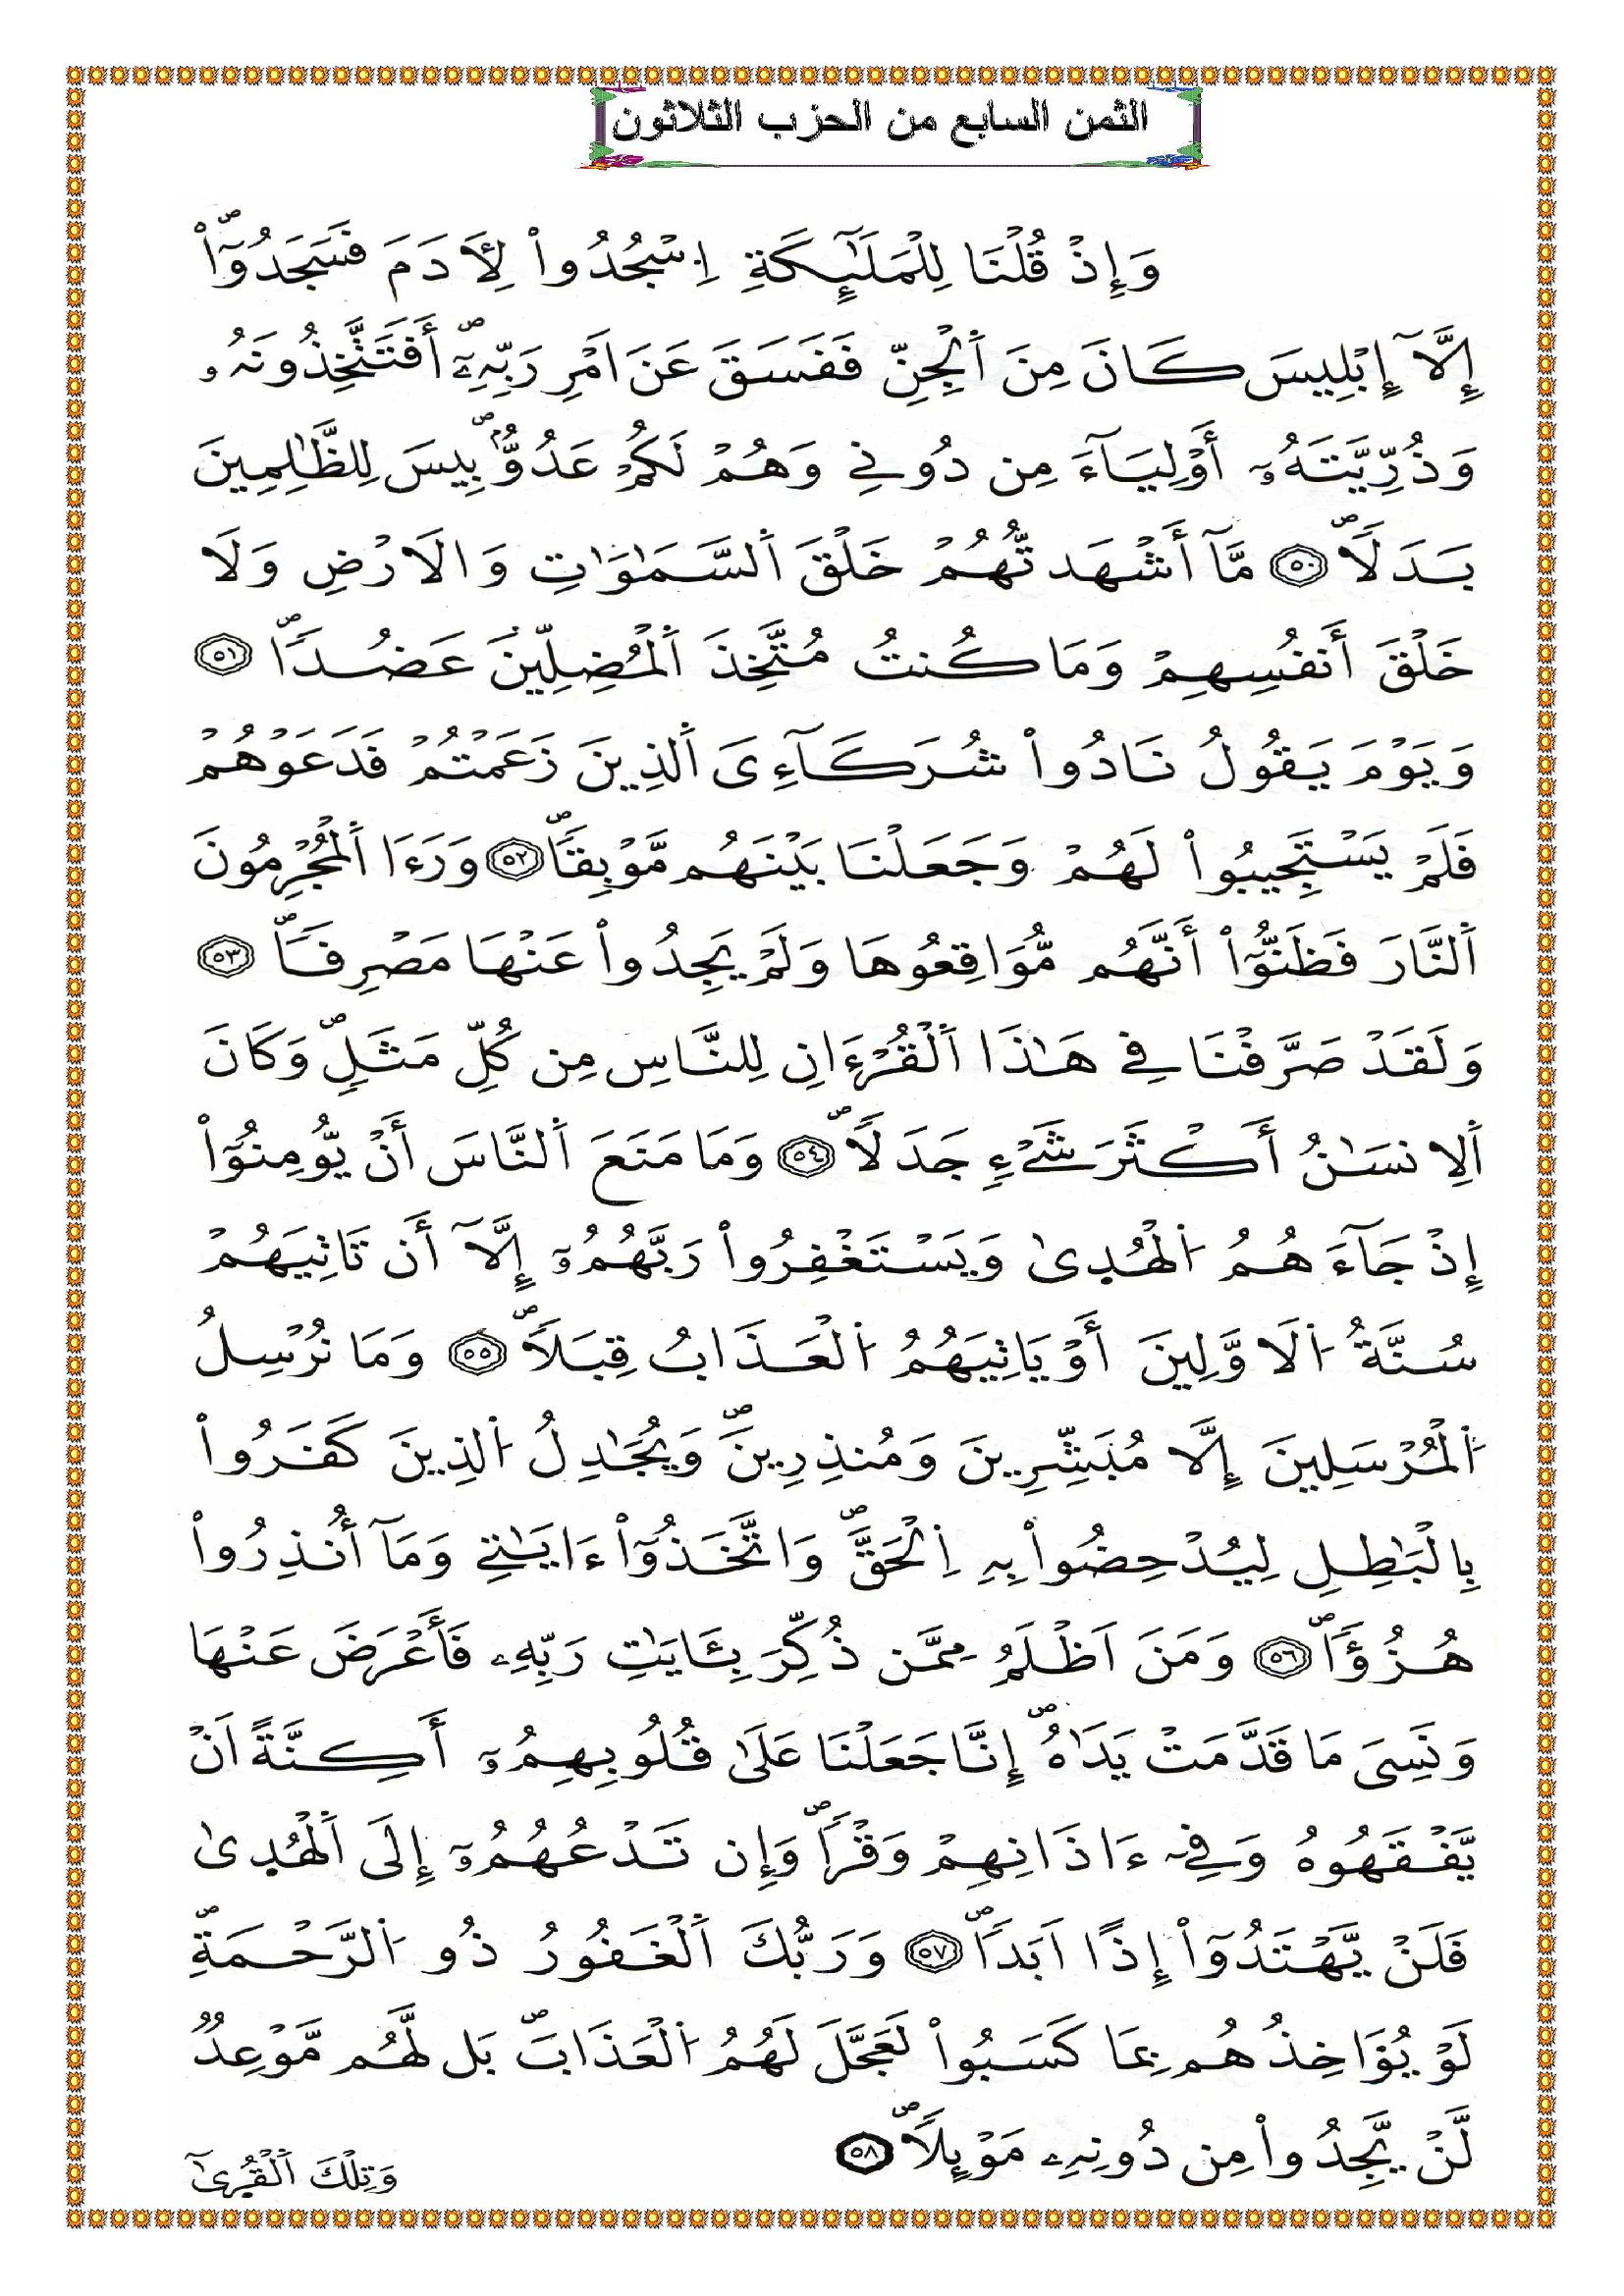 الثمن السابع من الحزب الثلاثون
وَإِذْ قُلْنَا لِلْمَلَٰٓئِكَةِ اِ۟سْجُدُواْ لِأٓدَمَ فَسَجَدُوٓاْۖ
إِلَّآ إِبْلِيسَ كَانَ مِنَ اَ۬لْجِنِّ فَفَسَقَ عَنَ اَمْرِ رَبِّهِۦٓۖ أَفَتَتَّخِذُونَهُۥ
وَذُرِّيَّتَهُۥٓ أَوْلِيَآءَ مِن دُونِے وَهُمْ لَكُمْ عَدُوُّۢۖ بِيسَ لِلظَّٰلِمِينَ
بَدَلاٗۖ ٥٠ مَّآ أَشْهَدتُّهُمْ خَلْقَ اَ۬لسَّمَٰوَٰتِ وَالَارْضِ وَلَا
خَلْقَ أَنفُسِهِمْ وَمَا كُنتُ مُتَّخِذَ اَ۬لْمُضِلِّينَ عَضُداٗۖ ٥١
وَيَوْمَ يَقُولُ نَادُواْ شُرَكَآءِىَ اَ۬لذِينَ زَعَمْتُمْ فَدَعَوْهُمْ
فَلَمْ يَسْتَجِيبُواْ لَهُمْ وَجَعَلْنَا بَيْنَهُم مَّوْبِقاٗۖ ٥٢ وَرَءَا اَ۬لْمُجْرِمُونَ
اَ۬لنَّارَ فَظَنُّوٓاْ أَنَّهُم مُّوَاقِعُوهَا وَلَمْ يَجِدُواْ عَنْهَا مَصْرِفاٗۖ ٥٣
وَلَقَدْ صَرَّفْنَا فِے هَٰذَا اَ۬لْقُرْءَانِ لِلنَّاسِ مِن كُلِّ مَثَلٖۖ وَكَانَ
اَ۬لِانسَٰنُ أَكْثَرَ شَےْءٖ جَدَلاٗۖ ٥٤ وَمَا مَنَعَ اَ۬لنَّاسَ أَنْ يُّومِنُوٓاْ
إِذْ جَآءَهُمُ اُ۬لْهُد۪ىٰ وَيَسْتَغْفِرُواْ رَبَّهُمُۥٓ إِلَّآ أَن تَاتِيَهُمْ
سُنَّةُ اُ۬لَاوَّلِينَ أَوْ يَاتِيَهُمُ اُ۬لْعَذَابُ قِبَلاٗۖ ٥٥ وَمَا نُرْسِلُ
اُ۬لْمُرْسَلِينَ إِلَّا مُبَشِّرِينَ وَمُنذِرِينَۖ وَيُجَٰدِلُ اُ۬لذِينَ كَفَرُواْ
بِالْبَٰطِلِ لِيُدْحِضُواْ بِهِ اِ۬لْحَقَّۖ وَاتَّخَذُوٓاْ ءَايَٰتِے وَمَآ أُنذِرُواْ
هُزُؤاٗۖ ٥٦ وَمَنَ اَظْلَمُ مِمَّن ذُكِّرَ بِـَٔايَٰتِ رَبِّهِۦ فَأَعْرَضَ عَنْهَا
وَنَسِىَ مَا قَدَّمَتْ يَدَٰهُۖ إِنَّا جَعَلْنَا عَلَىٰ قُلُوبِهِمُۥٓ أَكِنَّةً اَنْ
يَّفْقَهُوهُ وَفِےٓ ءَاذَانِهِمْ وَقْراٗۖ وَإِن تَدْعُهُمُۥٓ إِلَى اَ۬لْهُد۪ىٰ
فَلَنْ يَّهْتَدُوٓاْ إِذاً اَبَداٗۖ ٥٧ وَرَبُّكَ اَ۬لْغَفُورُ ذُو اُ۬لرَّحْمَةِۖ
لَوْ يُؤَاخِذُهُم بِمَا كَسَبُواْ لَعَجَّلَ لَهُمُ اُ۬لْعَذَابَۖ بَل لَّهُم مَّوْعِدٞ
لَّنْ يَّجِدُواْ مِن دُونِهِۦ مَوْئِلاٗۖ ٥٨
وَتِلْكَ اَ۬لْقُر۪ىٰٓ